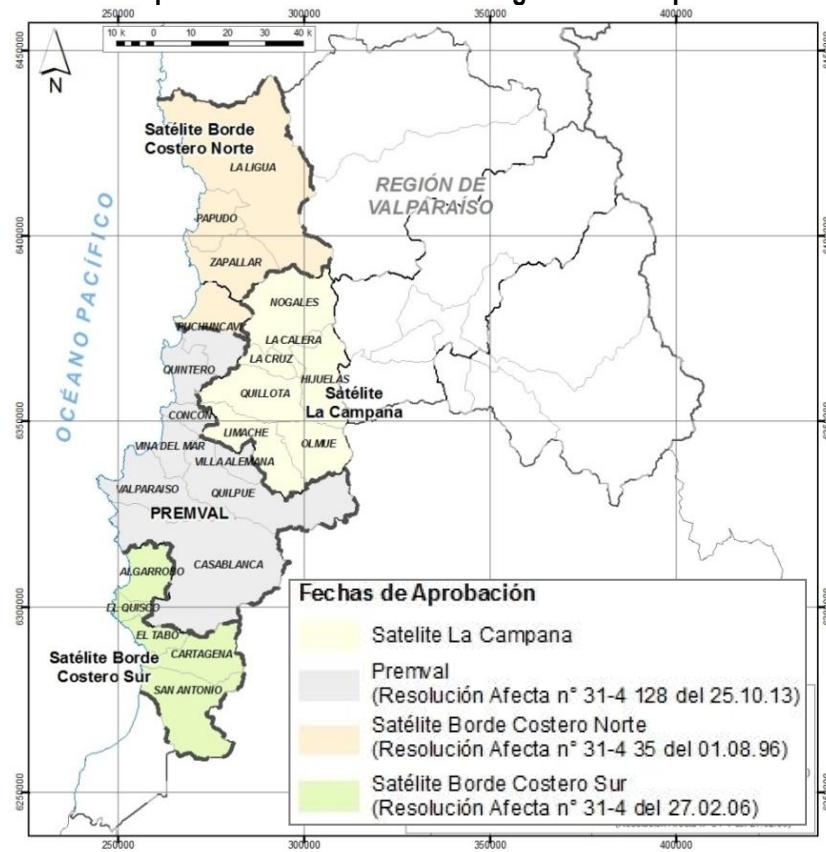 250000
300000
350000
400000
10 k 0 10 20 30 40 k
6450000
N
Satélite Borde
Costero Norte
LA LIGUA
REGIÓN DE
VALPARAÍSO
PAPUDO
6400000
ZAPALLAR
OCÉANO PACÍFICO
NOGALES
PUCHUNCAVI
LA CALERA
LA CRUZ
QUINTERO
HIJUELAS
QUILLOTA
Satélite
La Campana
CONCON
LIMACHE
OLMUE
VINA DEL MAR
VILLA ALEMANA
VALPARAISO
QUILPUE
PREMVAL
CASABLANCA
ALGARROBO
6300000
EL QUISCO
EL TABO
CARTAGENA
Satélite Borde
Costero Sur
SAN ANTONIO
6250000
Fechas de Aprobación
Satelite La Campana
Premval
(Resolución Afecta n° 31-4 128 del 25.10.13)
Satélite Borde Costero Norte
(Resolución Afecta n° 31-4 35 del 01.08.96)
Satélite Borde Costero Sur
(Resolución Afecta n° 31-4 del 27.02.06)
250000
300000
350000
400000